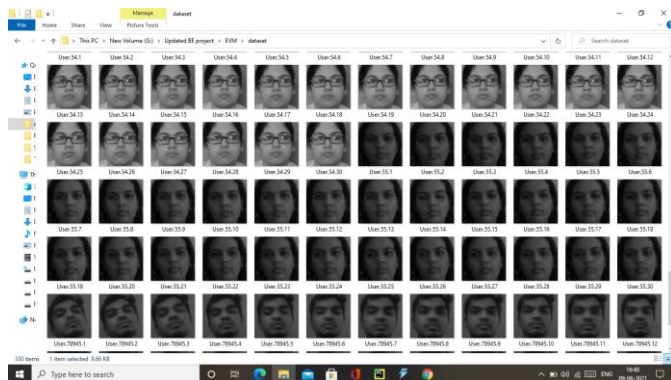 Manage
dataset
File
Home
Share
View
Picture Tools
This PC > New Volume (G:) > Updated BE project > EVM > dataset
Search dataset
User.54.1 User.54.2 User.54.3 User.54.4 User.54.5 User.54.6 User.54.7 User.54.8 User.54.9 User.54.10 User.54.11 User.54.12
User.54.13 User.54.14 User.54.15 User.54.16 User.54.17 User.54.18 User.54.19 User.54.20 User.54.21 User.54.22 User.54.23 User.54.24
User.54.25 User.54.26 User.54.27 User.54.28 User.54.29 User.54.30 User.55.1 User.55.2 User.55.3 User.55.4 User.55.5 User.55.6
User.55.7 User.55.8 User.55.9 User.55.10 User.55.11 User.55.12 User.55.13 User.55.14 User.55.15 User.55.16 User.55.17 User.55.18
User.55.19 User.55.20 User.55.21 User.55.22 User.55.23 User.55.24 User.55.25 User.55.26 User.55.27 User.55.28 User.55.29 User.55.30
User.78945.1 User.78945.2 User.78945.3 User.78945.4 User.78945.5 User.78945.6 User.78945.7 User.78945.8 User.78945.9 User.78945.10 User.78945.11 User.78945.12
330 items 1 item selected 9.66 KB
Type here to search
16:48
09-06-2021